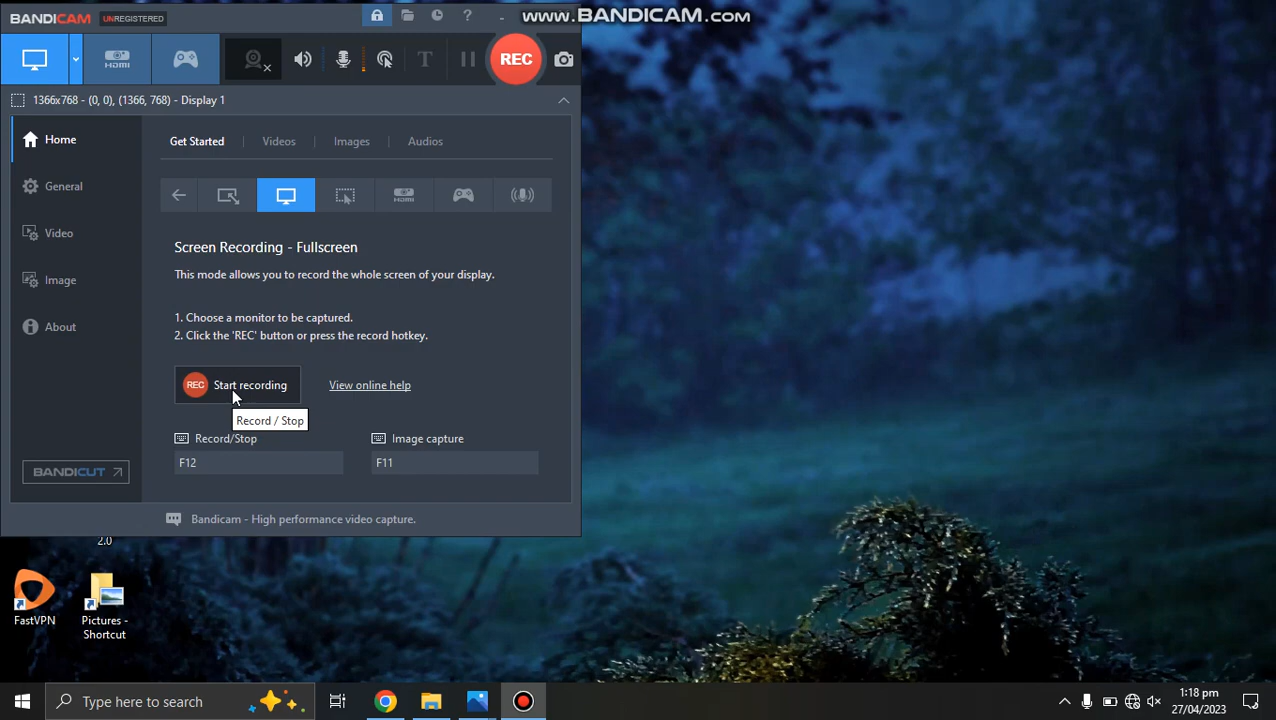 BANDICAM UNREGISTERED
www.BANDICAM.com
HDMI
T
REC
1366x768 - (0, 0), (1366, 768) - Display 1
Home
General
Video
Image
About
BANDICUT
Get Started
Videos
Images
Audios
HDMI
Screen Recording - Fullscreen
This mode allows you to record the whole screen of your display.
1. Choose a monitor to be captured.
2. Click the 'REC' button or press the record hotkey.
REC Start recording
View online help
Record / Stop
Record/Stop
Image capture
F12
F11
Bandicam - High performance video capture.
2.0
FastVPN
Pictures -
Shortcut
Type here to search
1:18 pm
27/04/2023